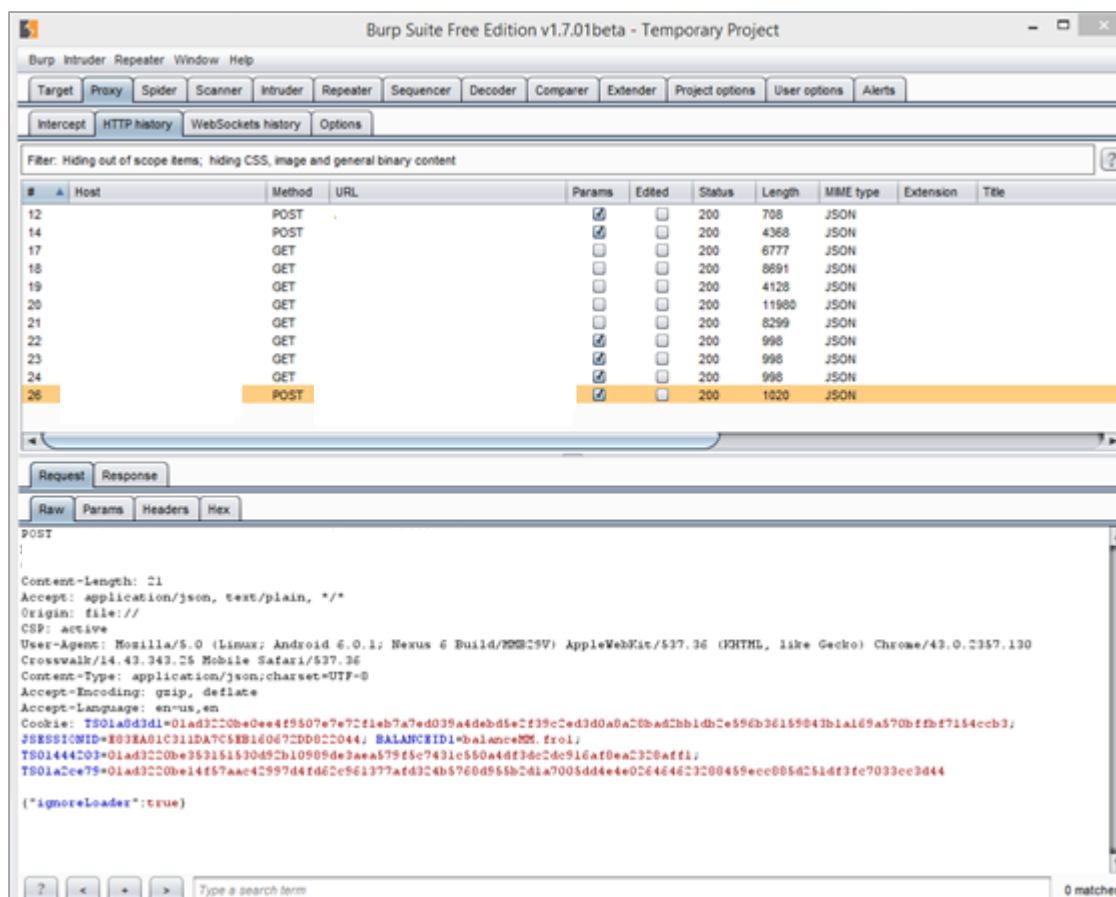 Burp Suite Free Edition v1.7.01beta - Temporary Project
Burp Intruder Repeater Window Help
Target Proxy Spider Scanner Intruder Repeater Sequencer Decoder Comparer Extender Project options User options Alerts
Intercept HTTP history WebSockets history Options
Filter: Hiding out of scope items; hiding CSS, image and general binary content ?
# Host Method URL Params Edited Status Length MIME type Extension Title
12 POST 200 708 JSON
14 POST 200 4368 JSON
17 GET 200 6777 JSON
18 GET 200 8691 JSON
19 GET 200 4128 JSON
20 GET 200 11980 JSON
21 GET 200 8299 JSON
22 GET 200 998 JSON
23 GET 200 998 JSON
24 GET 200 998 JSON
26 POST 200 1020 JSON
Request Response
Raw Params Headers Hex
POST
Content-Length: 21
Accept: application/json, text/plain, */*
Origin: file://
CSP: active
User-Agent: Mozilla/5.0 (Linux; Android 6.0.1; Nexus 6 Build/MMB29V) AppleWebKit/537.36 (KHTML, like Gecko) Chrome/43.0.2357.130
Crosswalk/14.43.343.25 Mobile Safari/537.36
Content-Type: application/json;charset=UTF-8
Accept-Encoding: gzip, deflate
Accept-Language: en-us,en
Cookie:
JSESSIONID= BALANCEID1=balanceMM.fro1;
TS01444203=
TS01a2ce79=
{"ignoreLoader":true}
? < + > Type a search term 0 matches